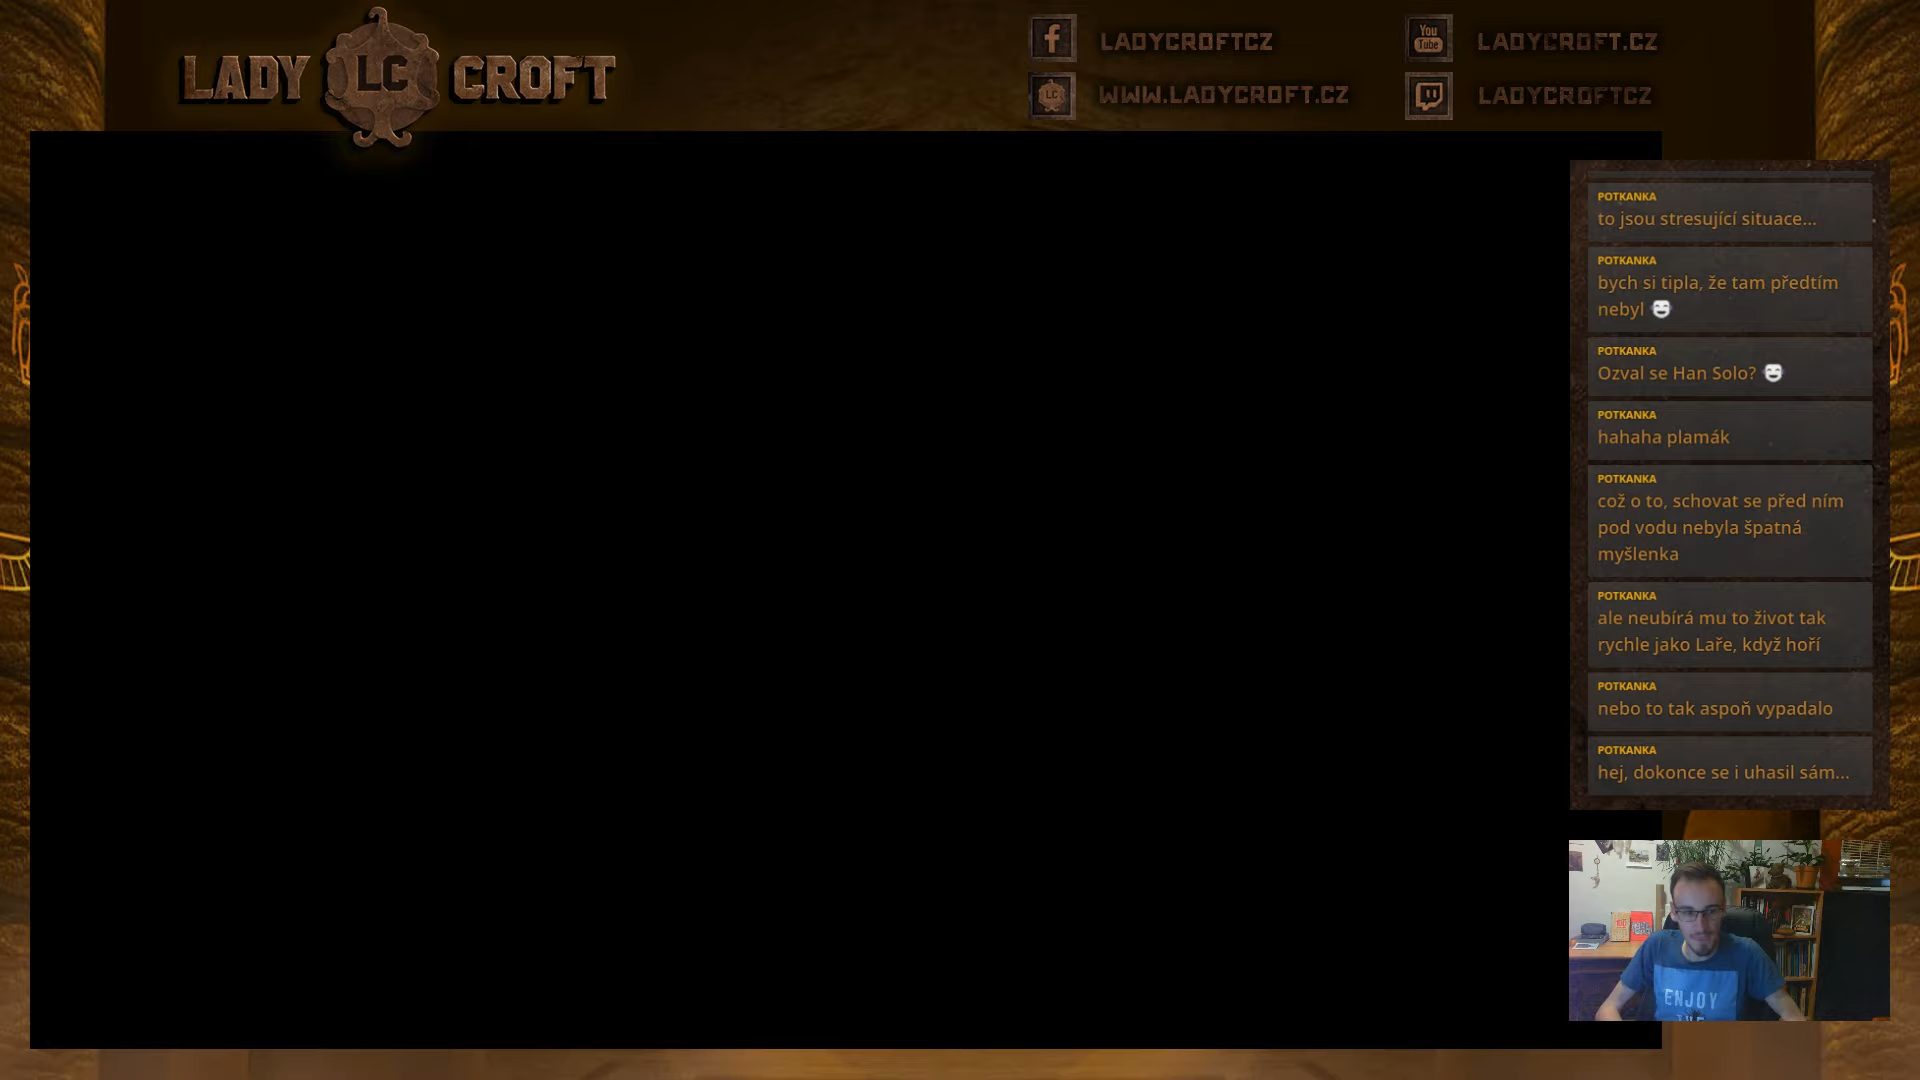 LADY LC CROFT
LADYCROFTCZ
You
Tube
LADYCROFT.CZ
LC
WWW.LADYCROFT.CZ
LADYCROFTCZ
POTKANKA
to jsou stresující situace...
POTKANKA
bych si tipla, že tam předtím
nebyl
POTKANKA
Ozval se Han Solo?
POTKANKA
hahaha plamák
POTKANKA
což o to, schovat se před ním
pod vodu nebyla špatná
myšlenka
POTKANKA
ale neubírá mu to život tak
rychle jako Laře, když hoří
POTKANKA
nebo to tak aspoň vypadalo
POTKANKA
hej, dokonce se i uhasil sám...
ENJOY